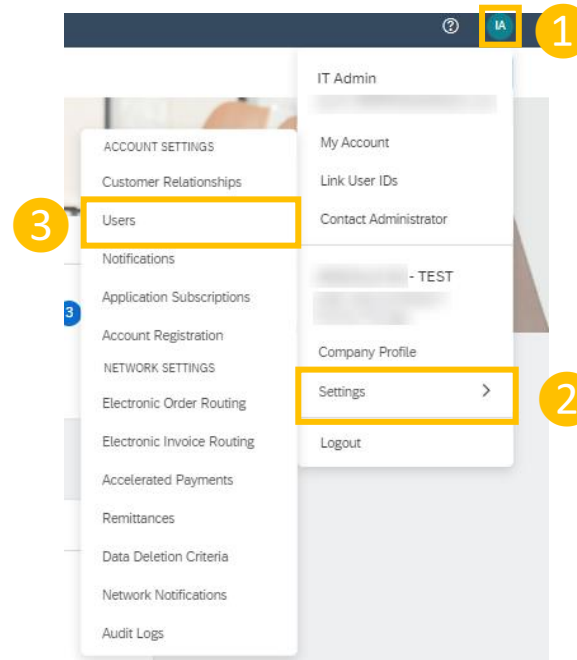 IA
1
IT Admin
My Account
Link User IDs
Contact Administrator
- TEST
Company Profile
Settings
2
Logout
ACCOUNT SETTINGS
Customer Relationships
3
Users
Notifications
Application Subscriptions
3
Account Registration
NETWORK SETTINGS
Electronic Order Routing
Electronic Invoice Routing
Accelerated Payments
Remittances
Data Deletion Criteria
Network Notifications
Audit Logs